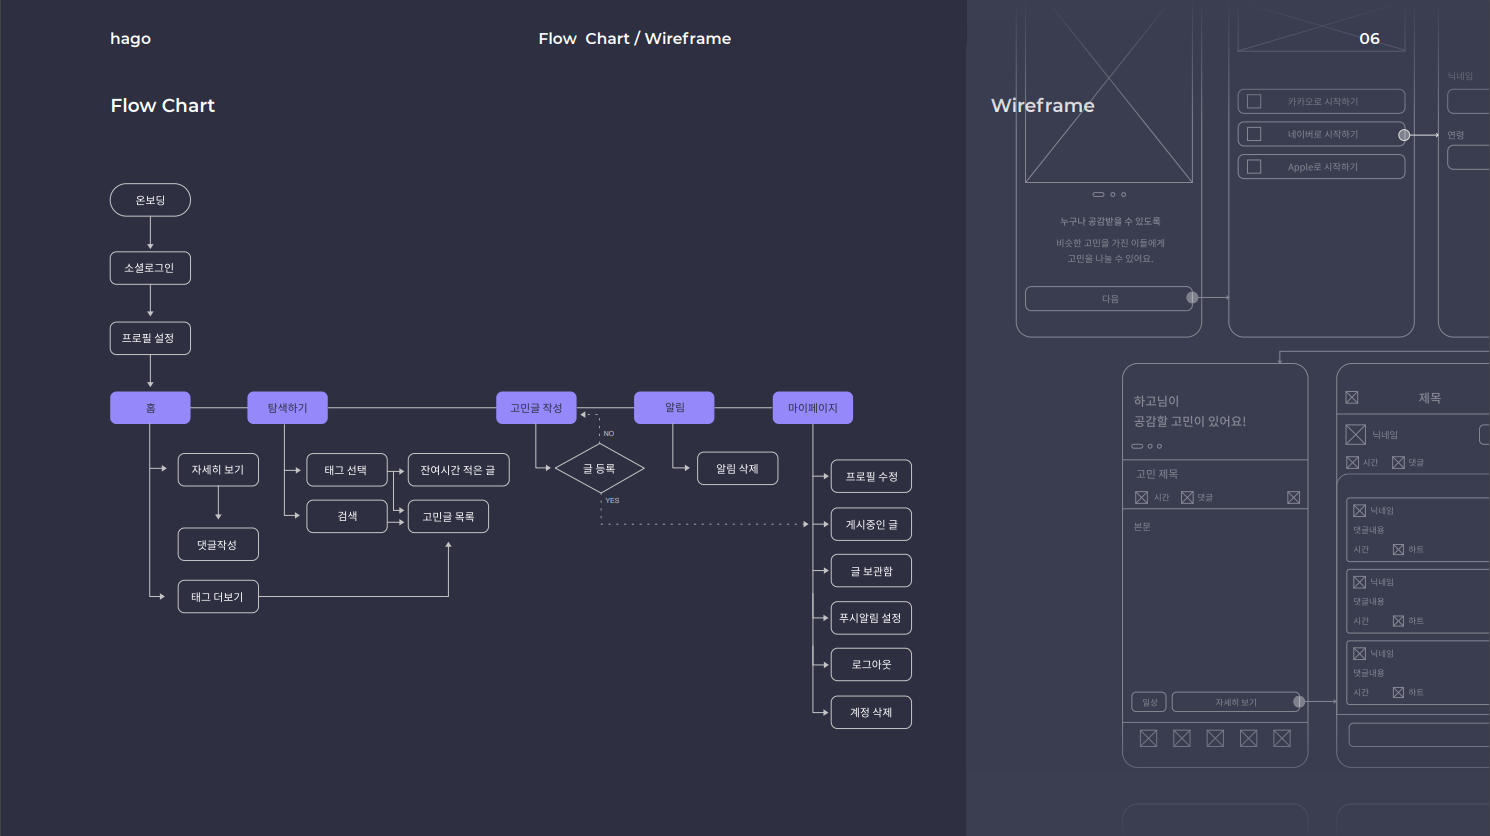 hago
Flow Chart / Wireframe
06
Flow Chart
온보딩
소셜로그인
프로필 설정
홈
탐색하기
고민글 작성
알림
마이페이지
자세히 보기
댓글작성
태그 더보기
태그 선택
잔여시간 적은 글
검색
고민글 목록
NO
글 등록
YES
알림 삭제
프로필 수정
게시중인 글
글 보관함
푸시알림 설정
로그아웃
계정 삭제
Wireframe
누구나 공감받을 수 있도록
비슷한 고민을 가진 이들에게
고민을 나눌 수 있어요.
다음
카카오로 시작하기
네이버로 시작하기
Apple로 시작하기
닉네임
연령
하고님이
공감할 고민이 있어요!
고민 제목
시간
댓글
본문
일상
자세히 보기
제목
닉네임
시간
댓글
닉네임
댓글내용
시간
하트
닉네임
댓글내용
시간
하트
닉네임
댓글내용
시간
하트